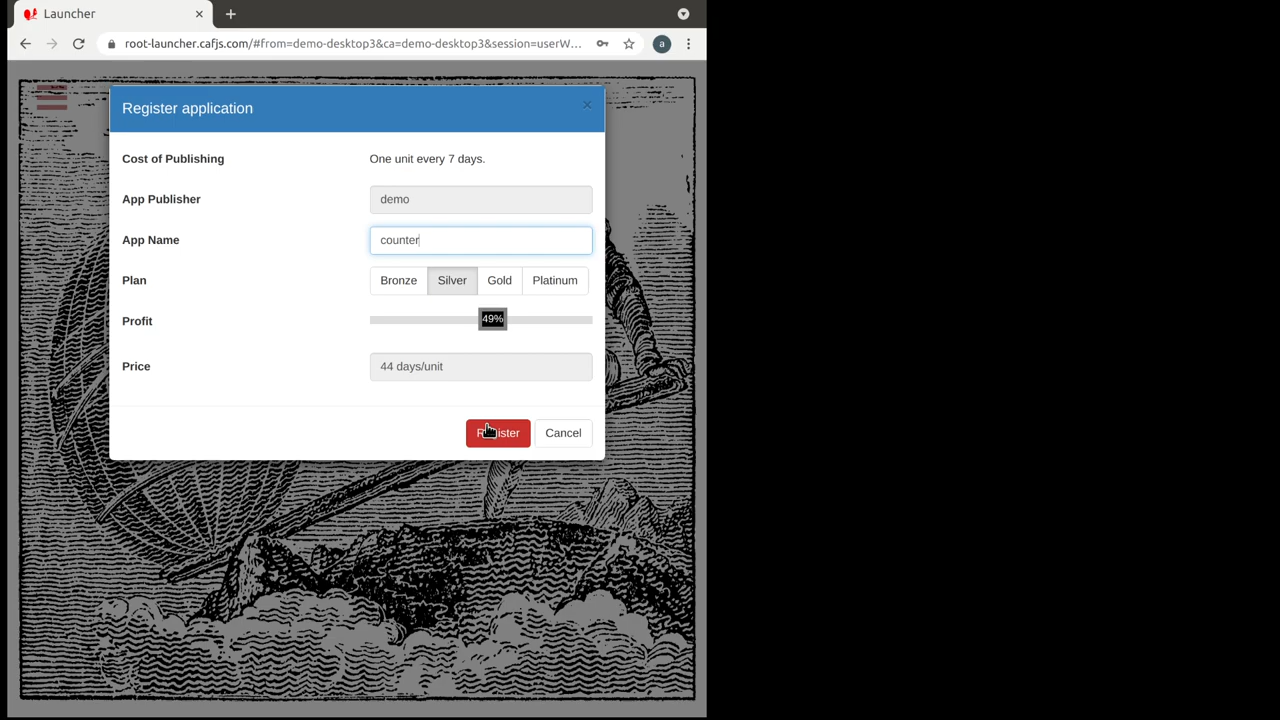 Launcher
root-launcher.cafjs.com/#from=demo-desktop3&ca=demo-desktop3&session=userW...
a
Register application
Cost of Publishing
One unit every 7 days.
App Publisher
demo
App Name
counter
Plan
Bronze Silver Gold Platinum
Profit
49%
Price
44 days/unit
Register Cancel